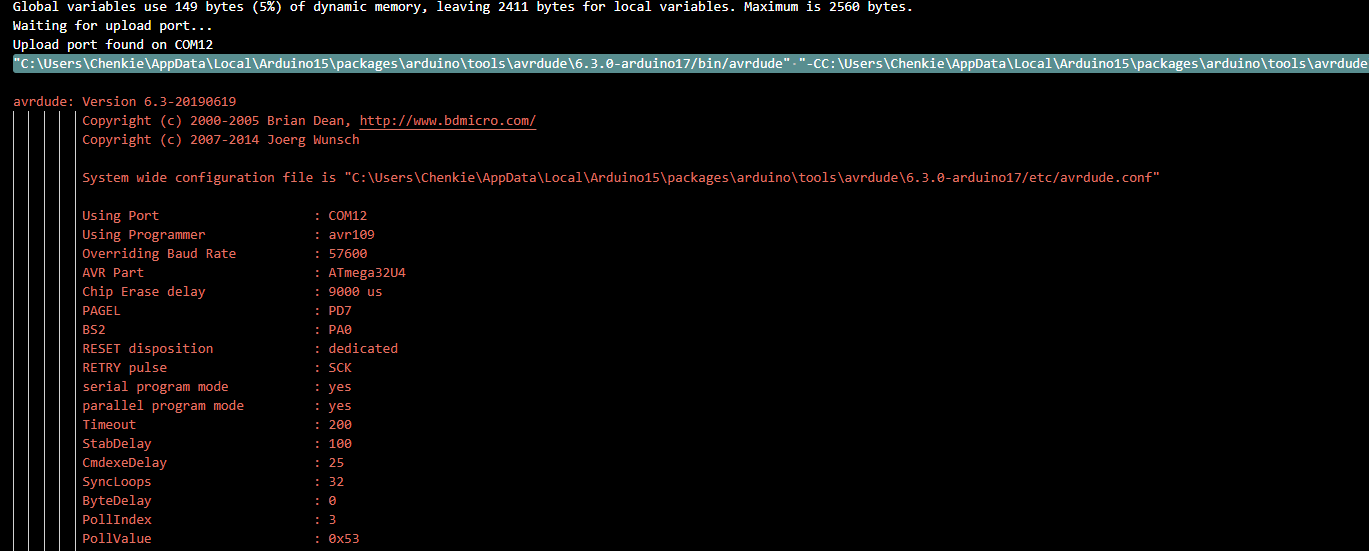 Global variables use 149 bytes (5%) of dynamic memory, leaving 2411 bytes for local variables. Maximum is 2560 bytes.
Waiting for upload port...
Upload port found on COM12
"C:\Users\Chenkie\AppData\Local\Arduino15\packages\arduino\tools\avrdude\6.3.0-arduino17/bin/avrdude" "-CC:\Users\Chenkie\AppData\Local\Arduino15\packages\arduino\tools\avrdude
avrdude: Version 6.3-20190619
Copyright (c) 2000-2005 Brian Dean, http://www.bdmicro.com/
Copyright (c) 2007-2014 Joerg Wunsch
System wide configuration file is "C:\Users\Chenkie\AppData\Local\Arduino15\packages\arduino\tools\avrdude\6.3.0-arduino17/etc/avrdude.conf"
Using Port : COM12
Using Programmer : avr109
Overriding Baud Rate : 57600
AVR Part : ATmega32U4
Chip Erase delay : 9000 us
PAGEL : PD7
BS2 : PA0
RESET disposition : dedicated
RETRY pulse : SCK
serial program mode : yes
parallel program mode : yes
Timeout : 200
StabDelay : 100
CmdexeDelay : 25
SyncLoops : 32
ByteDelay : 0
PollIndex : 3
PollValue : 0x53